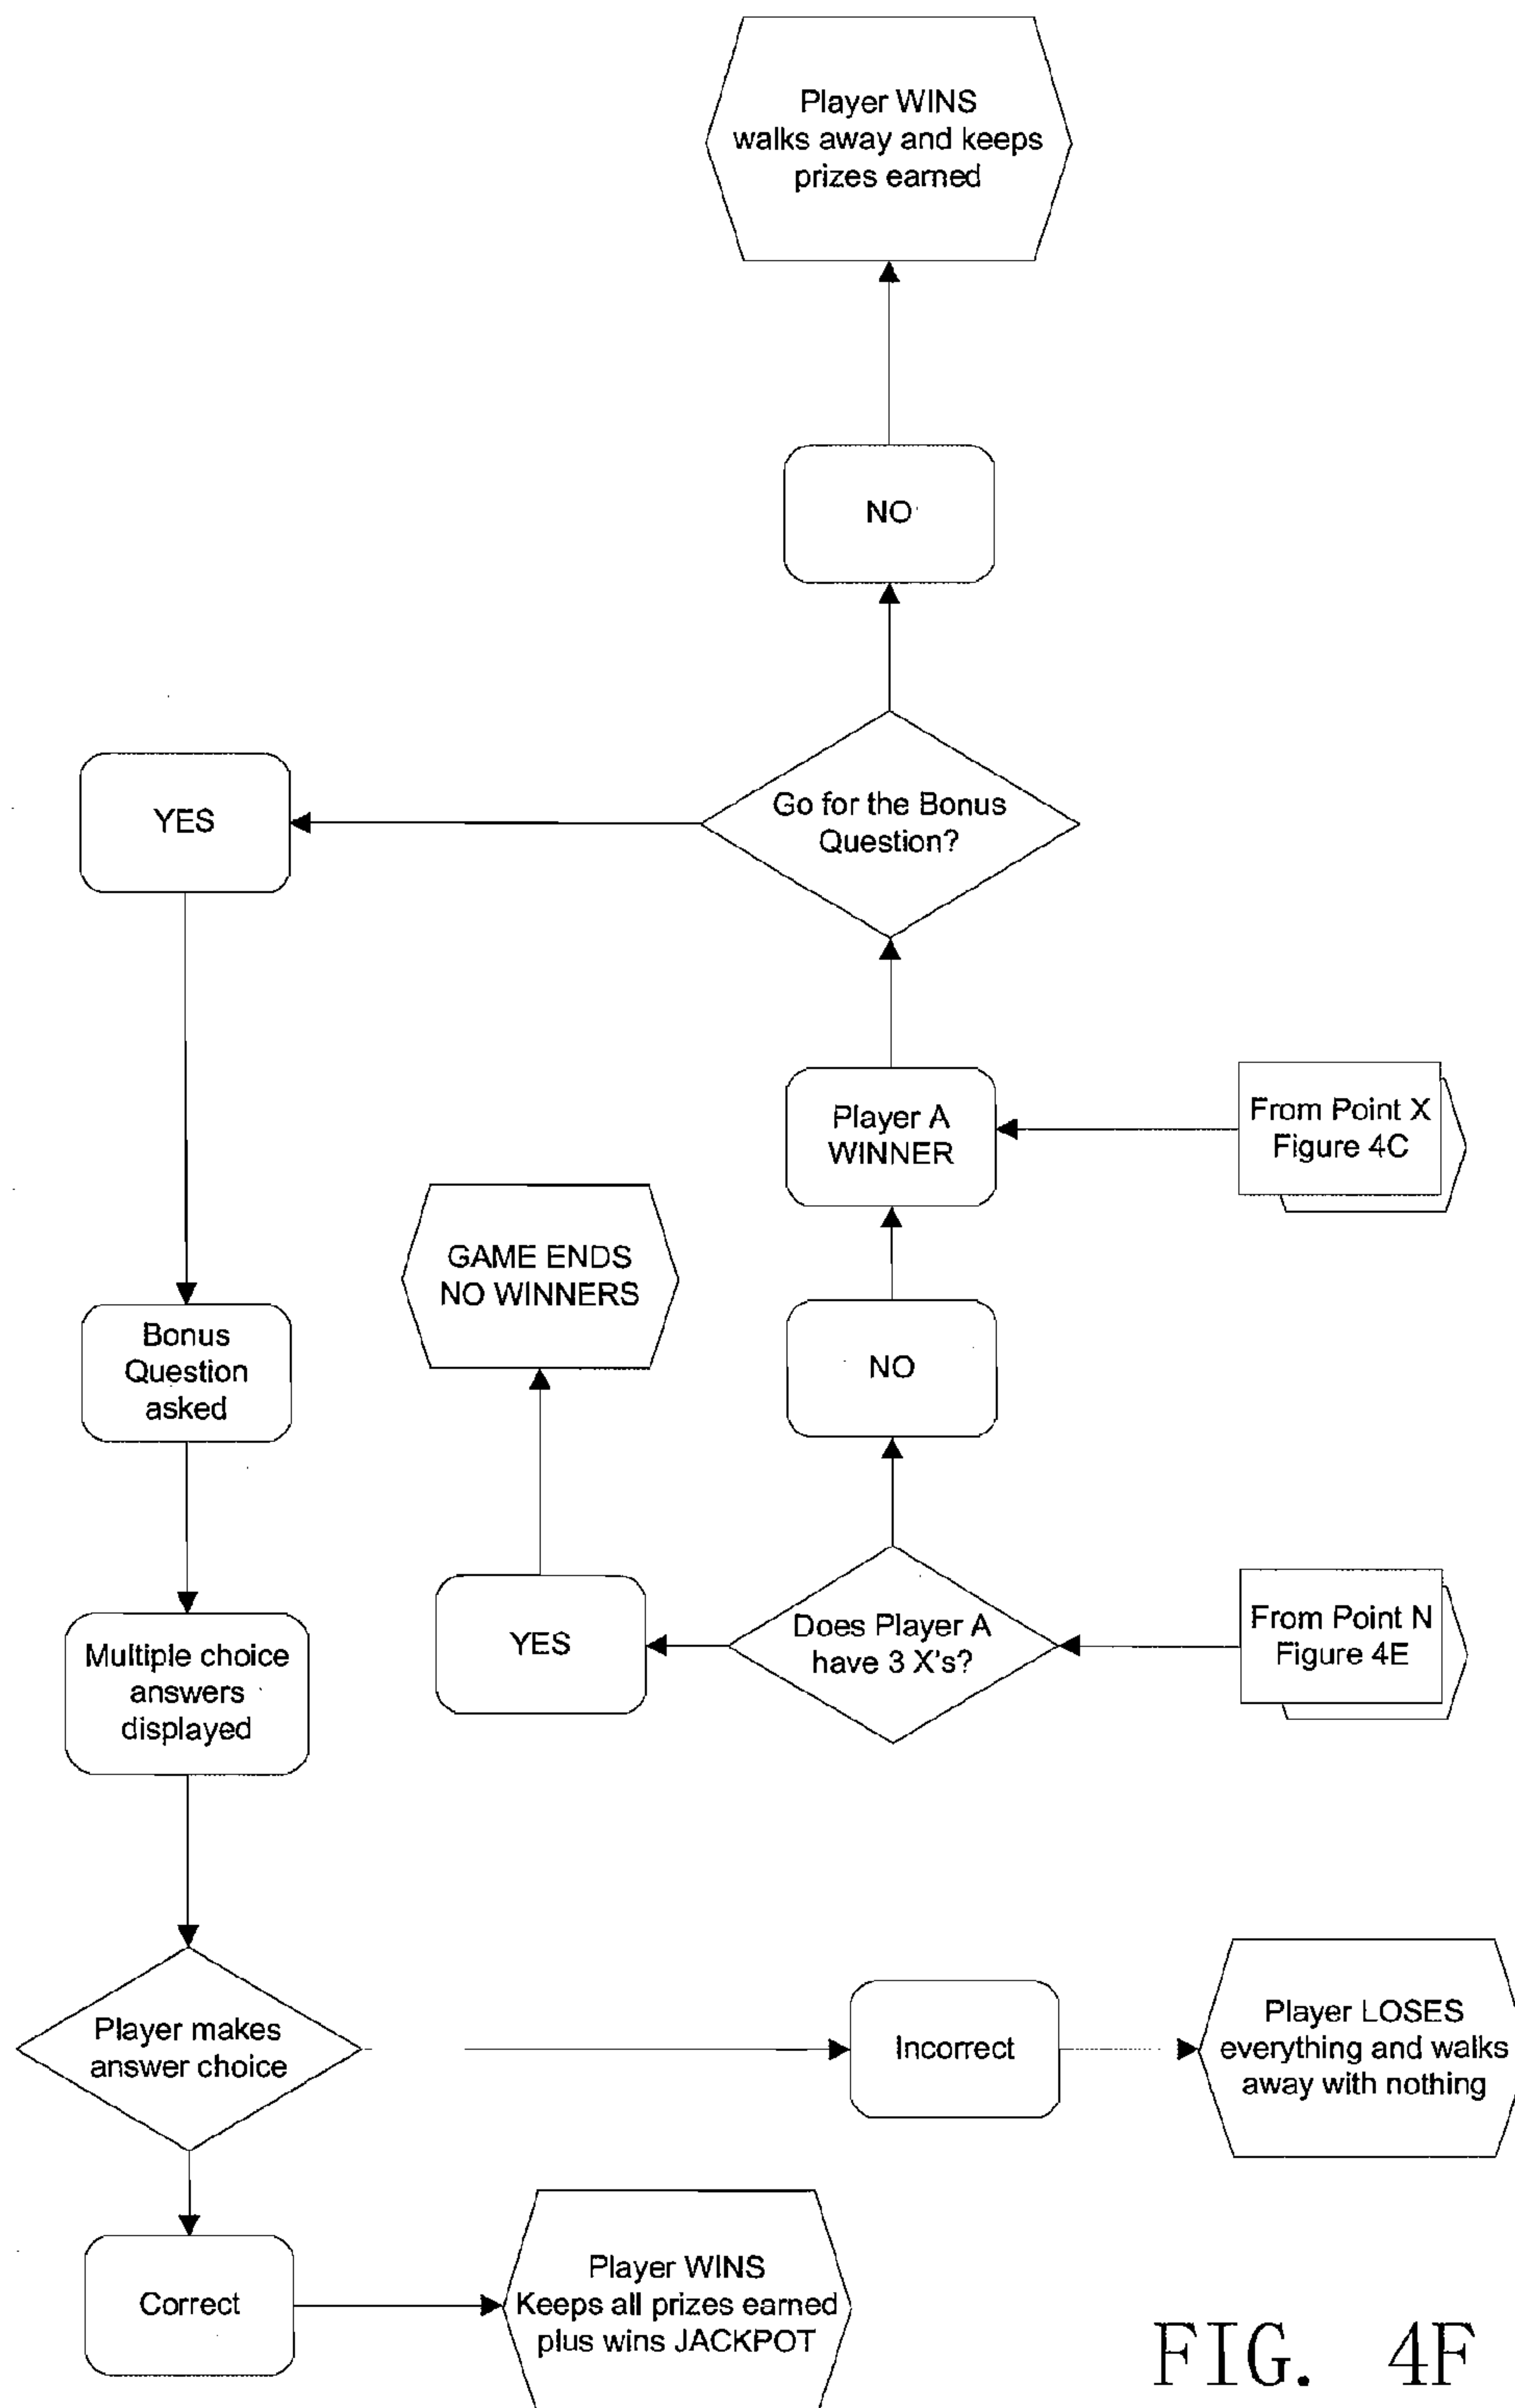 Player WINS
walks away and keeps
prizes earned
NO
Go for the Bonus
Question?
YES
Player A
WINNER
From Point X
Figure 4C
GAME ENDS
NO WINNERS
NO
Bonus
Question
asked
YES
Does Player A
have 3 X's?
From Point N
Figure 4E
Multiple choice
answers
displayed
Player makes
answer choice
Incorrect
Player LOSES
everything and walks
away with nothing
Correct
Player WINS
Keeps all prizes earned
plus wins JACKPOT
FIG. 4F